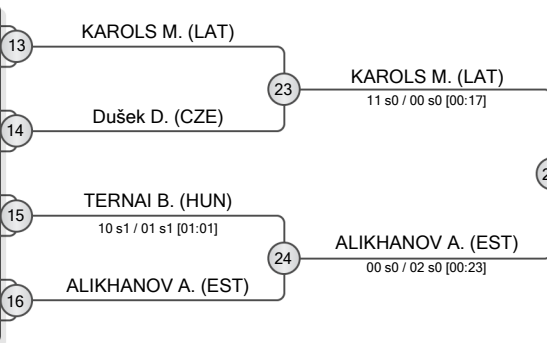 13
KAROLS M. (LAT)
14
Dušek D. (CZE)
23
KAROLS M. (LAT)
11 s0 / 00 s0 [00:17]
15
TERNAI B. (HUN)
10 s1 / 01 s1 [01:01]
16
ALIKHANOV A. (EST)
24
ALIKHANOV A. (EST)
00 s0 / 02 s0 [00:23]